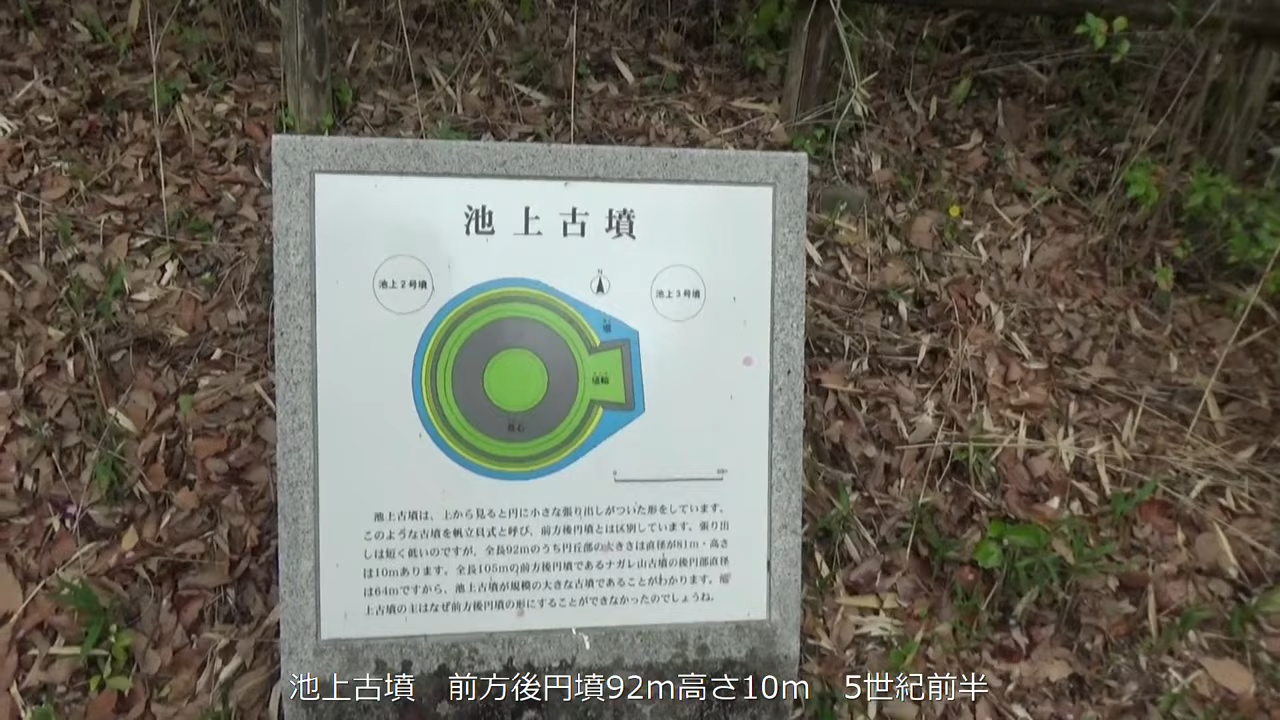 池上古墳
池上2号墳
N
池上3号墳
埴輪
葺石
0
池上古墳は、上から見ると円に小さな張り出しがついた形をしています。
このような古墳を帆立貝式と呼び、前方後円墳とは区別しています。張り出
しは短く低いのですが、全長92mのうち円丘部の大きさは直径が81m・高さ
は10mあります。全長105mの前方後円墳であるナガレ山古墳の後円部直径
は64mですから、池上古墳が規模の大きな古墳であることがわかります。池
上古墳の主はなぜ前方後円墳の形にすることができなかったのでしょうね。
池上古墳　前方後円墳92m高さ10m　5世紀前半